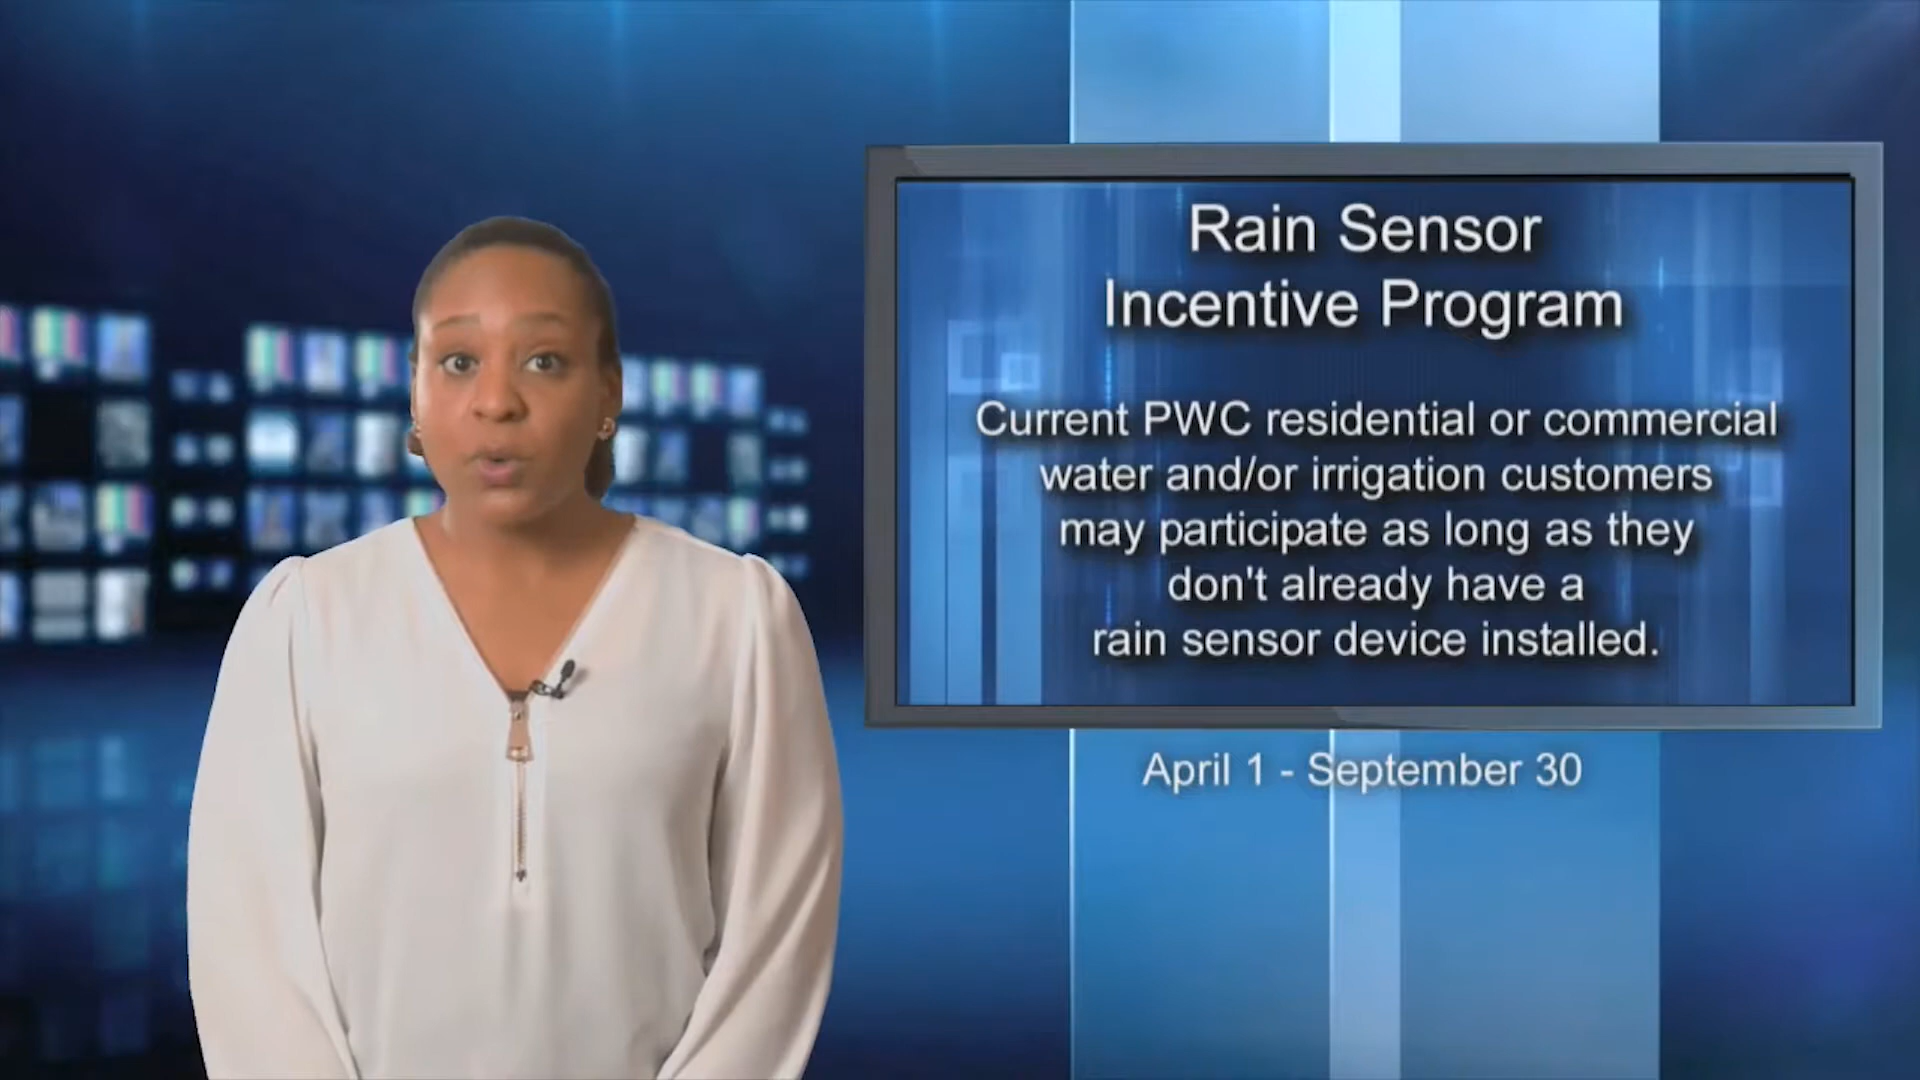 Rain Sensor
Incentive Program
Current PWC residential or commercial
water and/or irrigation customers
may participate as long as they
don't already have a
rain sensor device installed.
April 1 - September 30